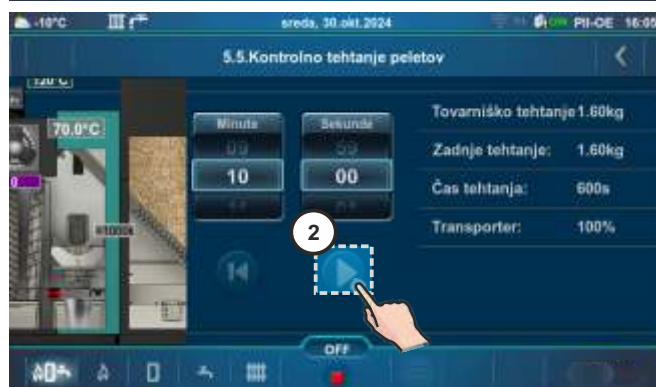 -10°C sreda, 30.okt.2024 PII-OE 16:05
5.5.Kontrolno tehtanje peletov
120°C
70.0°C
Minute Sekunde
09 59
10 00
11 01
Tovarniško tehtanje 1.60kg
Zadnje tehtanje: 1.60kg
Čas tehtanja: 600s
Transporter: 100%
2
OFF